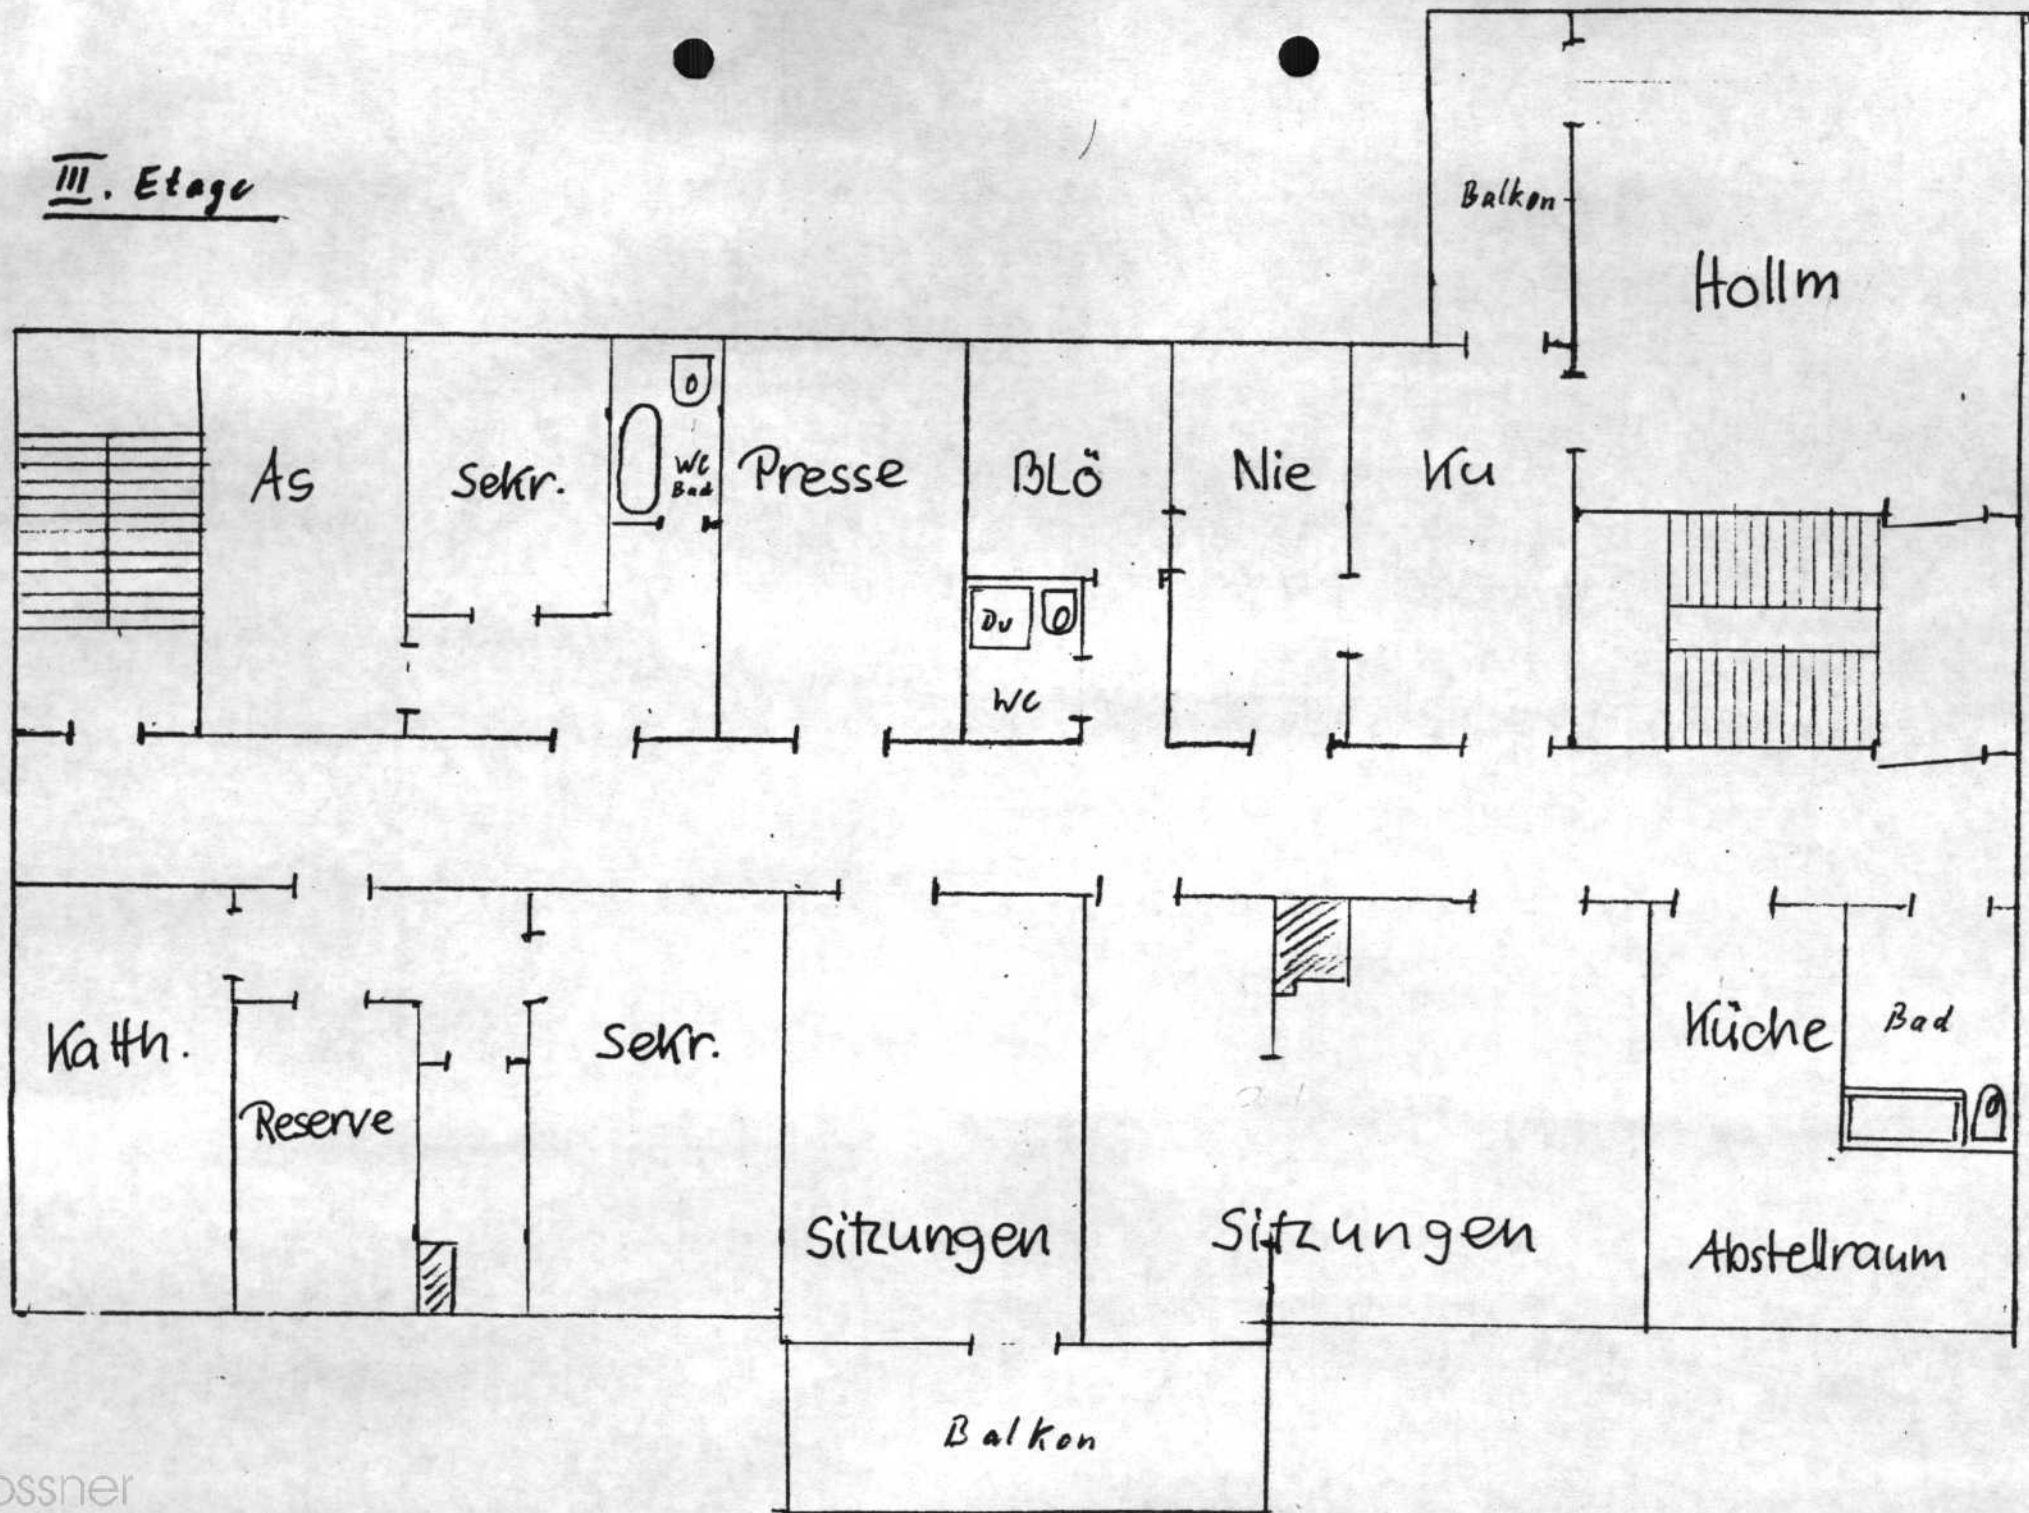 III. Etage
Balkon
Hollm
As
Sekr.
WC
Bad
Presse
BLÖ
Nie
Ku
Du
WC
Katth.
Reserve
Sekr.
Sitzungen
Sitzungen
Küche
Bad
Abstellraum
Balkon
ossner